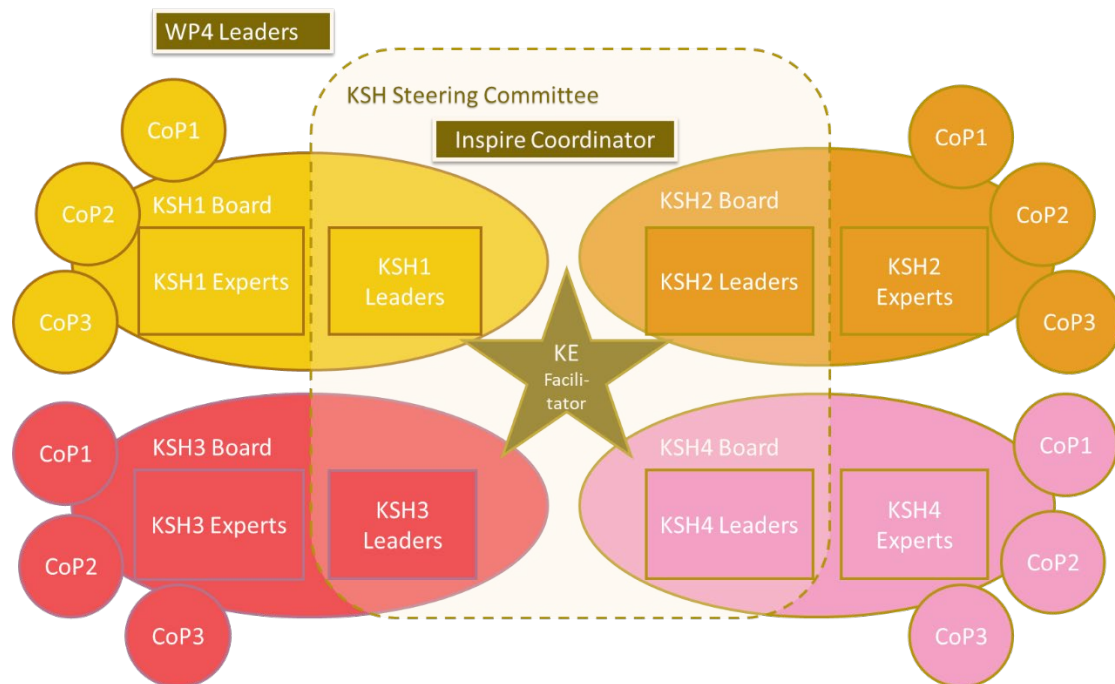 WP4 Leaders
KSH Steering Committee
Inspire Coordinator
CoP1
CoP2
CoP3
KSH1 Board
KSH1 Experts
KSH1
Leaders
KSH2 Board
KSH2 Leaders
KSH2
Experts
CoP1
CoP2
CoP3
KE
Facili-
tator
CoP1
CoP2
CoP3
KSH3 Board
KSH3 Experts
KSH3
Leaders
KSH4 Board
KSH4 Leaders
KSH4
Experts
CoP1
CoP2
CoP3